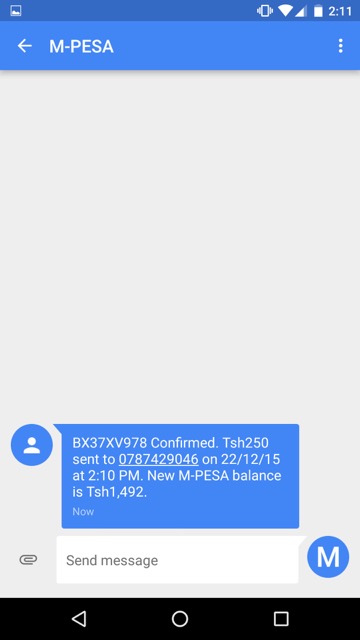 2:11
M-PESA
BX37XV978 Confirmed. Tsh250
sent to 0787429046 on 22/12/15
at 2:10 PM. New M-PESA balance
is Tsh1,492.
Now
Send message
M